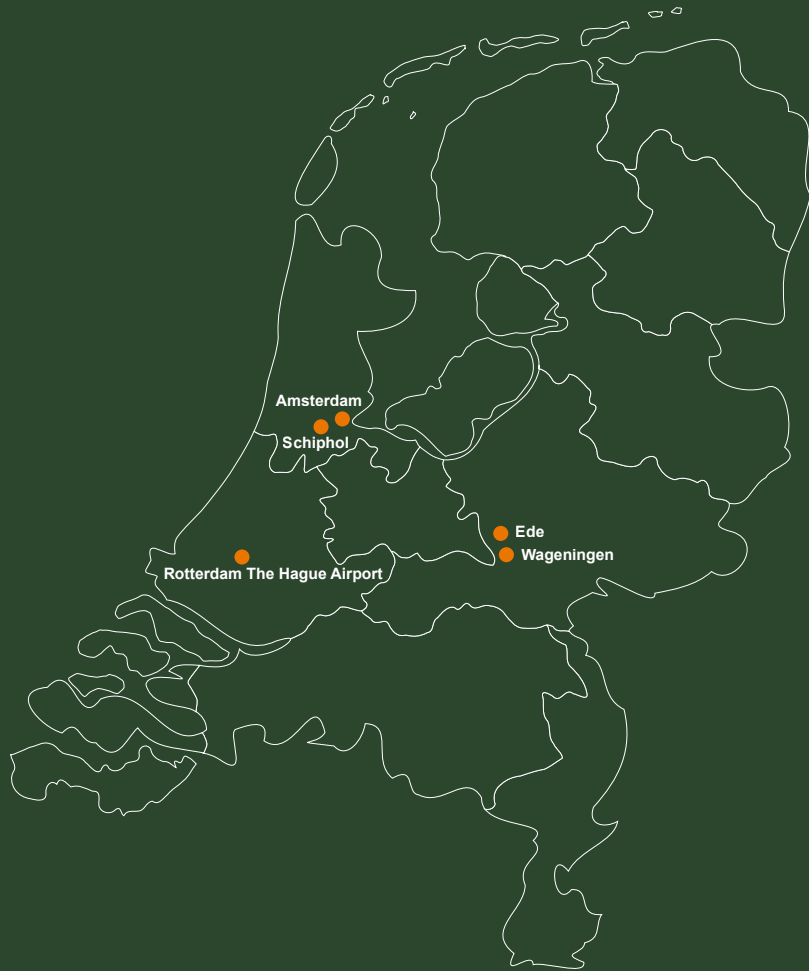 Amsterdam
Schiphol
Ede
Wageningen
Rotterdam The Hague Airport